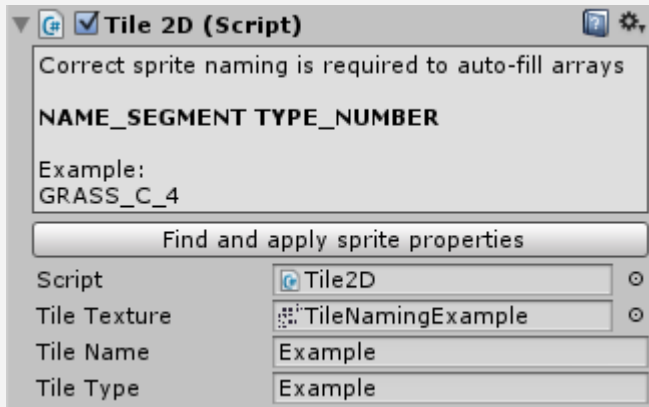 Tile 2D (Script)
Correct sprite naming is required to auto-fill arrays
NAME_SEGMENT TYPE_NUMBER
Example:
GRASS_C_4
Find and apply sprite properties
Script Tile2D
Tile Texture TileNamingExample
Tile Name Example
Tile Type Example